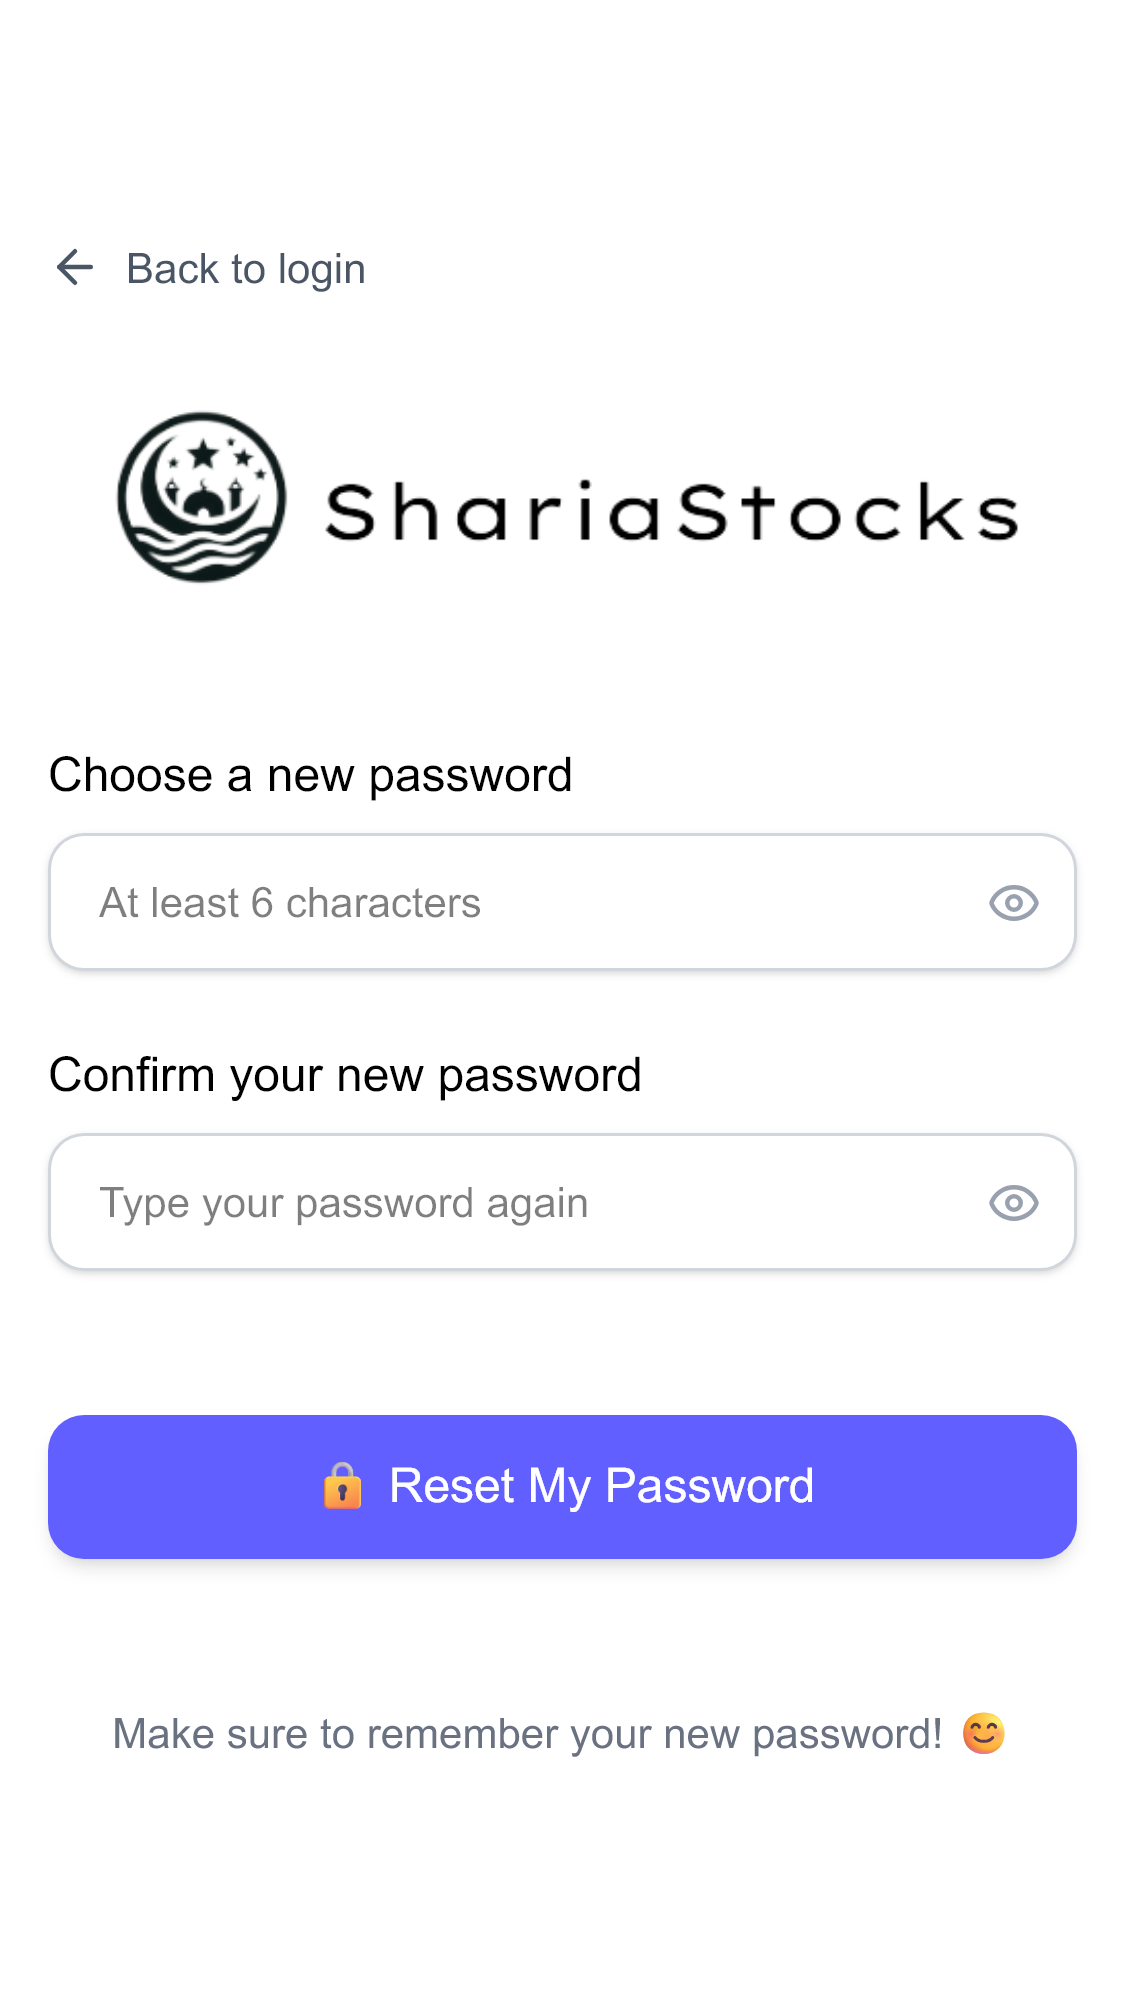 Back to login
ShariaStocks
Choose a new password
At least 6 characters
Confirm your new password
Type your password again
🔒 Reset My Password
Make sure to remember your new password! 😊